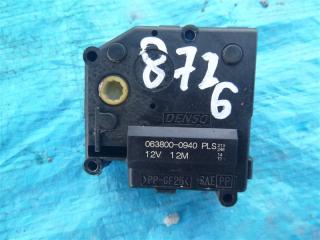 872
6
DENSO
063800-0940 PLS
12V 12M
>PP-GF25<
PP